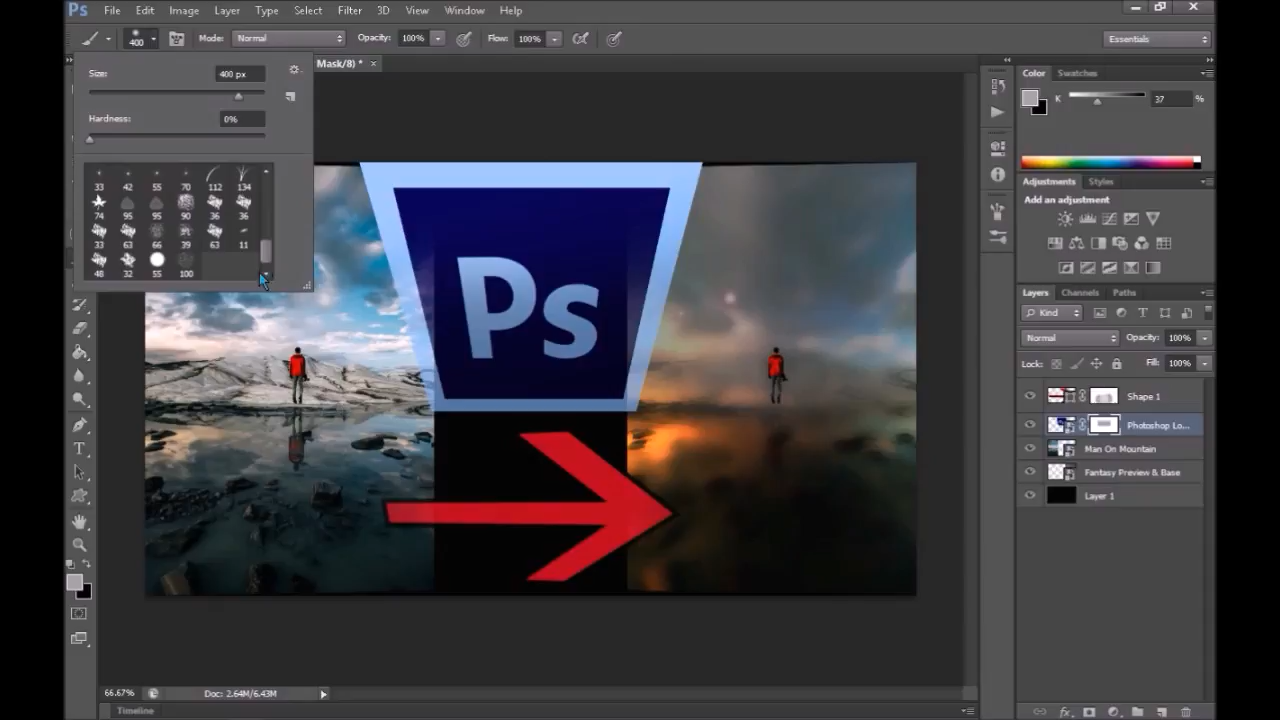 Ps File Edit Image Layer Type Select Filter 3D View Window Help
400 Mode: Normal Opacity: 100% Flow: 100% Essentials
Mask/8) * ×
Size: 400 px
Hardness: 0%
33 42 55 70 112 134
74 95 95 90 36 36
33 63 66 39 63 11
48 32 55 100
Ps
Color Swatches
K 37 %
Adjustments Styles
Add an adjustment
Layers Channels Paths
Kind
Normal Opacity: 100%
Lock: Fill: 100%
Shape 1
Photoshop Lo...
Man On Mountain
Fantasy Preview & Base
Layer 1
T
66.67% Doc: 2.64M/6.43M
Timeline
fx